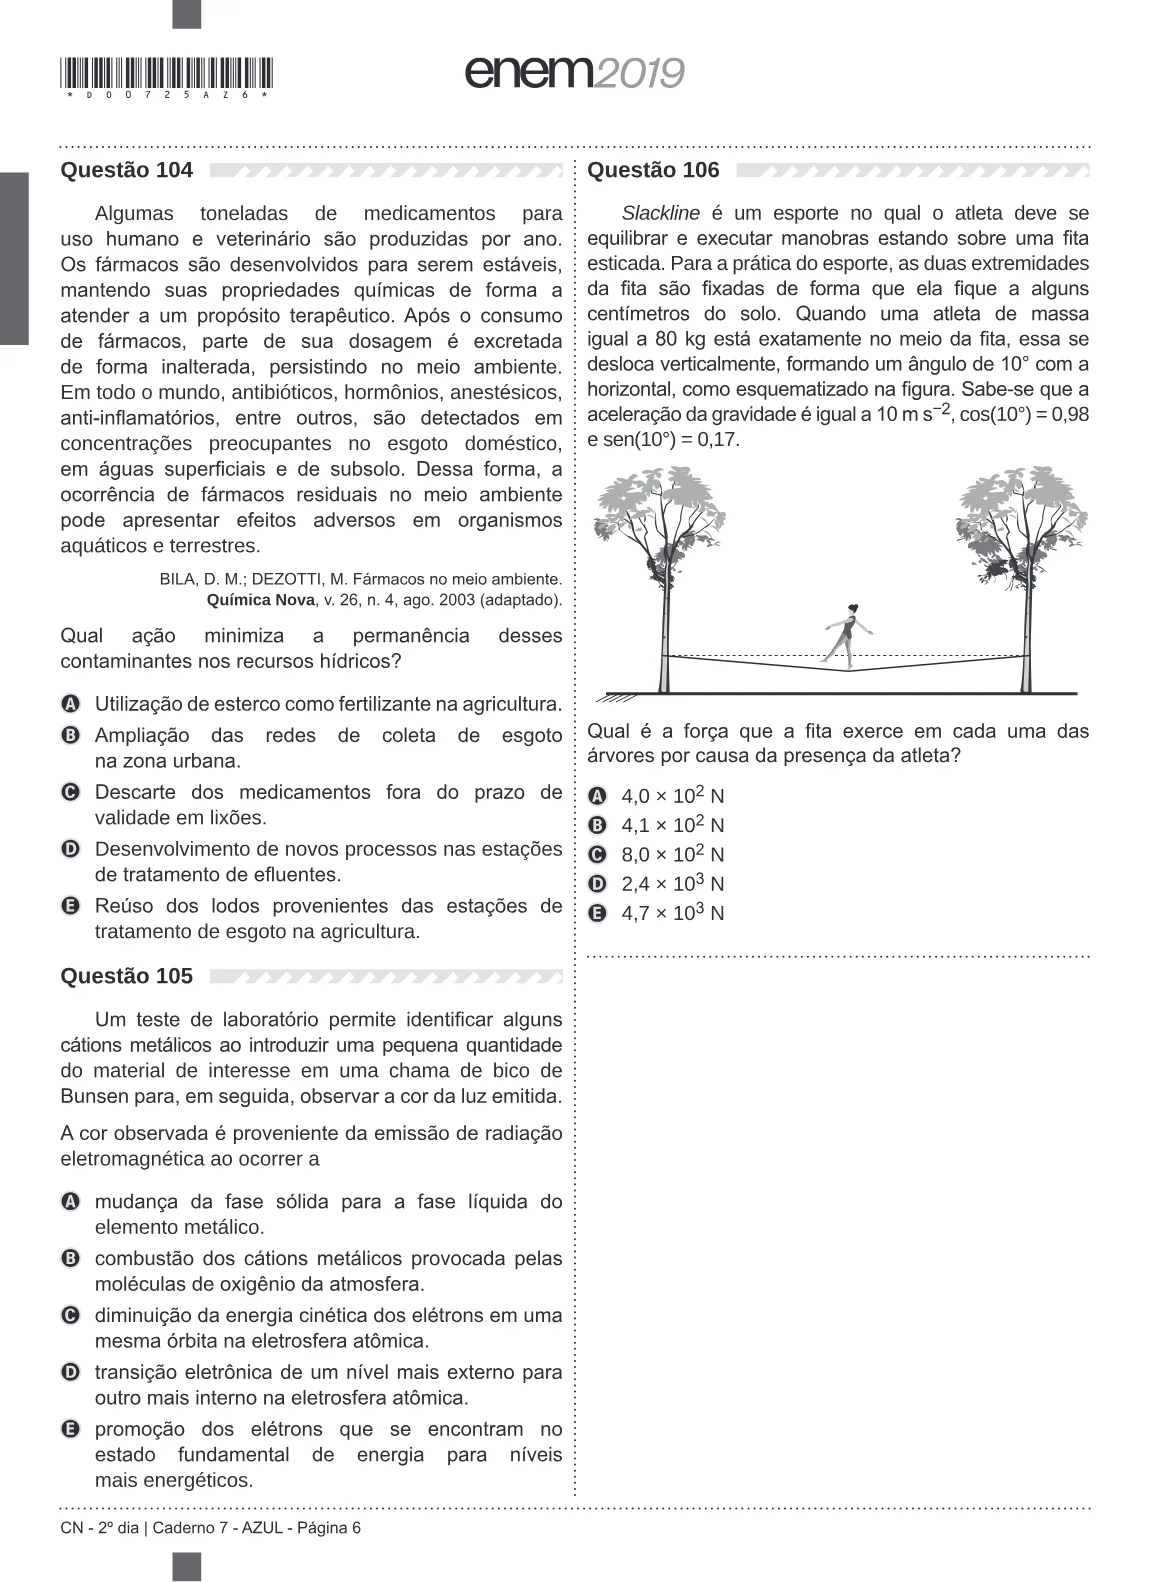 enem2019
* D 0 0 7 2 5 A Z 6 *
Questão 104
Algumas toneladas de medicamentos para
uso humano e veterinário são produzidas por ano.
Os fármacos são desenvolvidos para serem estáveis,
mantendo suas propriedades químicas de forma a
atender a um propósito terapêutico. Após o consumo
de fármacos, parte de sua dosagem é excretada
de forma inalterada, persistindo no meio ambiente.
Em todo o mundo, antibióticos, hormônios, anestésicos,
anti-inflamatórios, entre outros, são detectados em
concentrações preocupantes no esgoto doméstico,
em águas superficiais e de subsolo. Dessa forma, a
ocorrência de fármacos residuais no meio ambiente
pode apresentar efeitos adversos em organismos
aquáticos e terrestres.
BILA, D. M.; DEZOTTI, M. Fármacos no meio ambiente.
Química Nova, v. 26, n. 4, ago. 2003 (adaptado).
Qual ação minimiza a permanência desses
contaminantes nos recursos hídricos?
A Utilização de esterco como fertilizante na agricultura.
B Ampliação das redes de coleta de esgoto
na zona urbana.
C Descarte dos medicamentos fora do prazo de
validade em lixões.
D Desenvolvimento de novos processos nas estações
de tratamento de efluentes.
E Reúso dos lodos provenientes das estações de
tratamento de esgoto na agricultura.
Questão 105
Um teste de laboratório permite identificar alguns
cátions metálicos ao introduzir uma pequena quantidade
do material de interesse em uma chama de bico de
Bunsen para, em seguida, observar a cor da luz emitida.
A cor observada é proveniente da emissão de radiação
eletromagnética ao ocorrer a
A mudança da fase sólida para a fase líquida do
elemento metálico.
B combustão dos cátions metálicos provocada pelas
moléculas de oxigênio da atmosfera.
C diminuição da energia cinética dos elétrons em uma
mesma órbita na eletrosfera atômica.
D transição eletrônica de um nível mais externo para
outro mais interno na eletrosfera atômica.
E promoção dos elétrons que se encontram no
estado fundamental de energia para níveis
mais energéticos.
Questão 106
Slackline é um esporte no qual o atleta deve se
equilibrar e executar manobras estando sobre uma fita
esticada. Para a prática do esporte, as duas extremidades
da fita são fixadas de forma que ela fique a alguns
centímetros do solo. Quando uma atleta de massa
igual a 80 kg está exatamente no meio da fita, essa se
desloca verticalmente, formando um ângulo de 10° com a
horizontal, como esquematizado na figura. Sabe-se que a
aceleração da gravidade é igual a 10 m s⁻², cos(10°) = 0,98
e sen(10°) = 0,17.
Qual é a força que a fita exerce em cada uma das
árvores por causa da presença da atleta?
A 4,0 × 10² N
B 4,1 × 10² N
C 8,0 × 10² N
D 2,4 × 10³ N
E 4,7 × 10³ N
CN - 2º dia | Caderno 7 - AZUL - Página 6